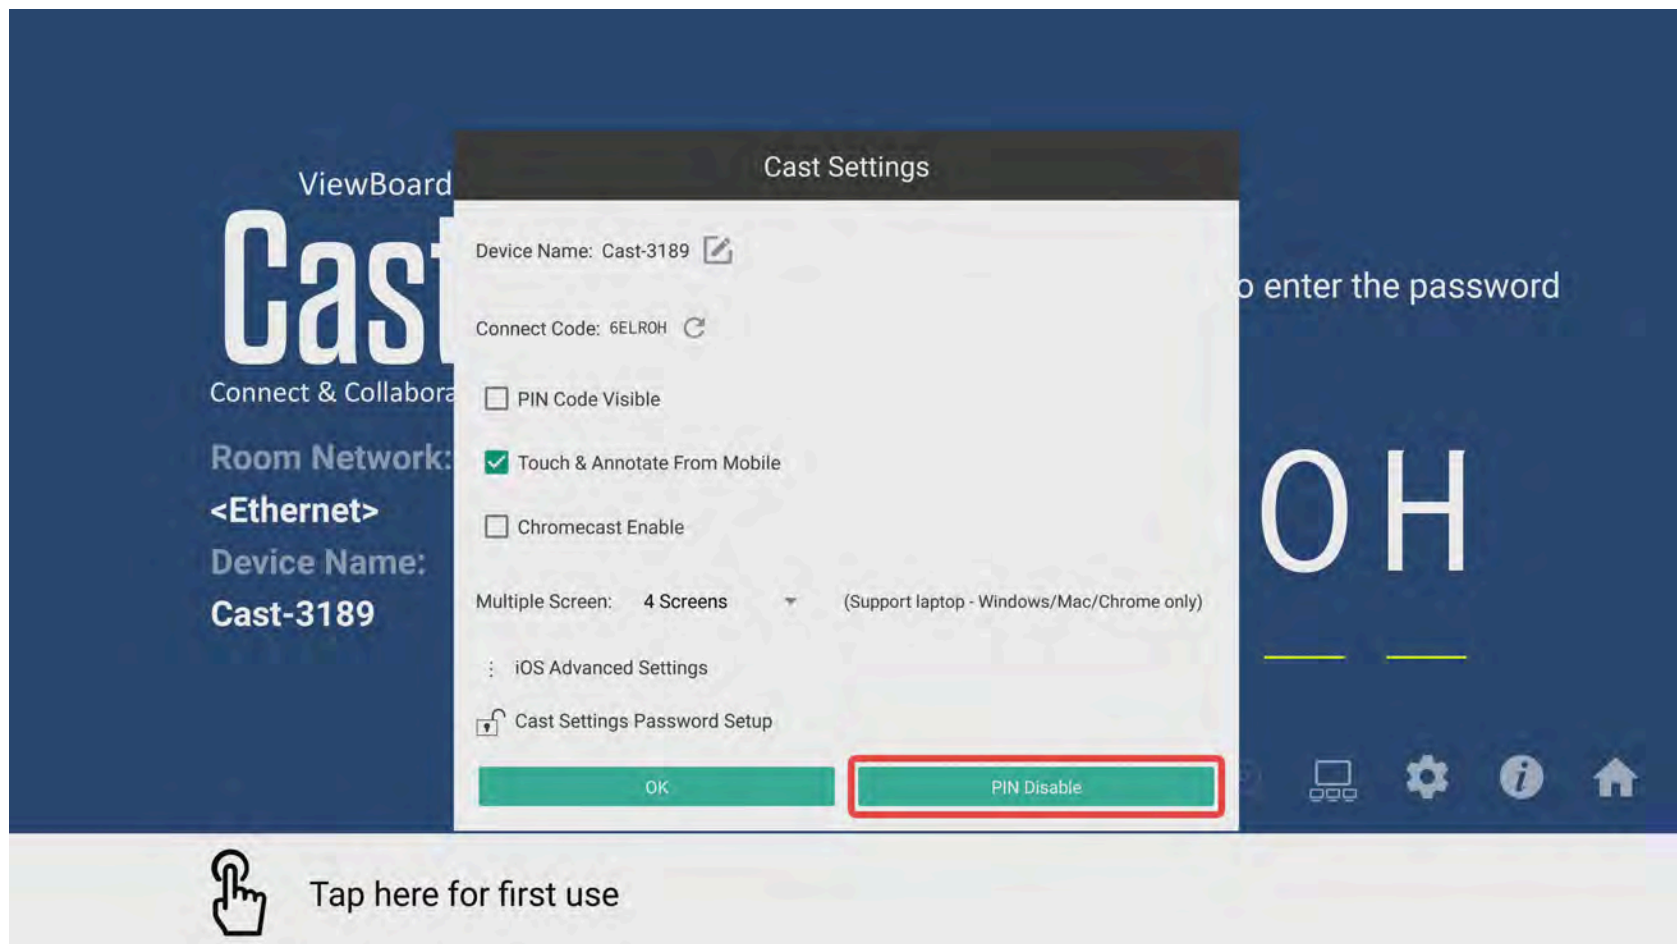 Cast Settings
ViewBoard
Cast
Connect & Collabora
Room Network:
<Ethernet>
Device Name:
Cast-3189
Device Name: Cast-3189
Connect Code: 6ELROH
PIN Code Visible
Touch & Annotate From Mobile
Chromecast Enable
Multiple Screen: 4 Screens (Support laptop - Windows/Mac/Chrome only)
iOS Advanced Settings
Cast Settings Password Setup
OK PIN Disable
o enter the password
O H
Tap here for first use